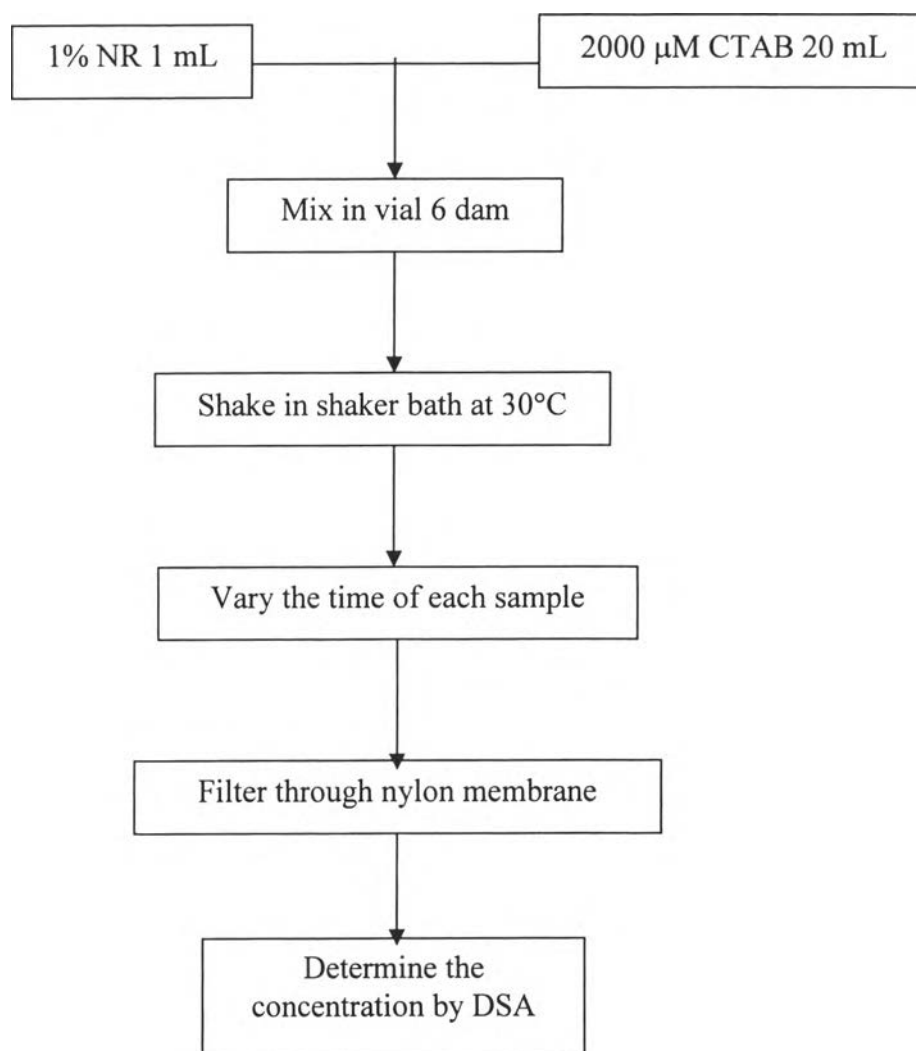 1% NR 1 mL
2000 μM CTAB 20 mL
Mix in vial 6 dam
Shake in shaker bath at 30°C
Vary the time of each sample
Filter through nylon membrane
Determine the
concentration by DSA